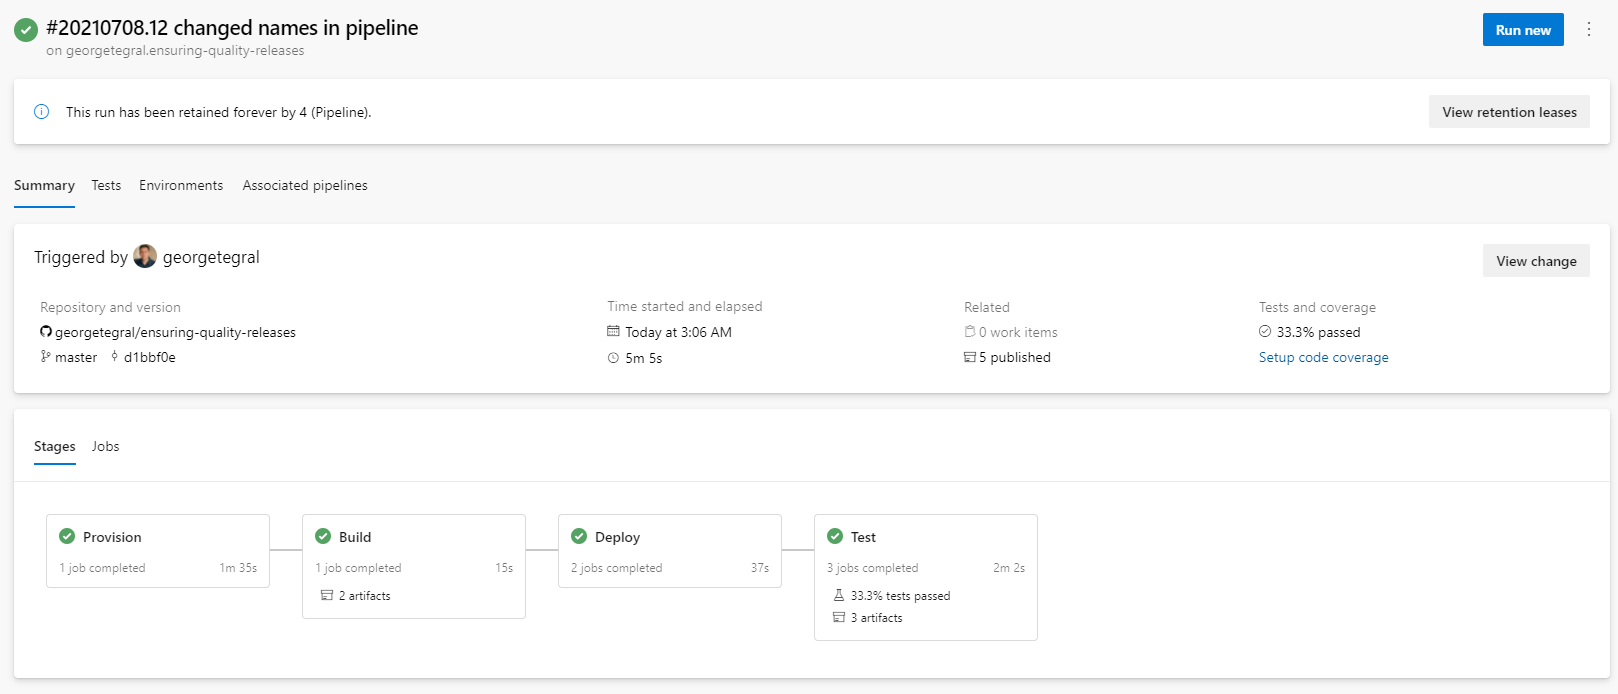 #20210708.12 changed names in pipeline
on georgetegral.ensuring-quality-releases
Run new
This run has been retained forever by 4 (Pipeline).
View retention leases
Summary Tests Environments Associated pipelines
Triggered by georgetegral
View change
Repository and version
georgetegral/ensuring-quality-releases
master d1bbf0e
Time started and elapsed
Today at 3:06 AM
5m 5s
Related
0 work items
5 published
Tests and coverage
33.3% passed
Setup code coverage
Stages Jobs
Provision
1 job completed 1m 35s
Build
1 job completed 15s
2 artifacts
Deploy
2 jobs completed 37s
Test
3 jobs completed 2m 2s
33.3% tests passed
3 artifacts